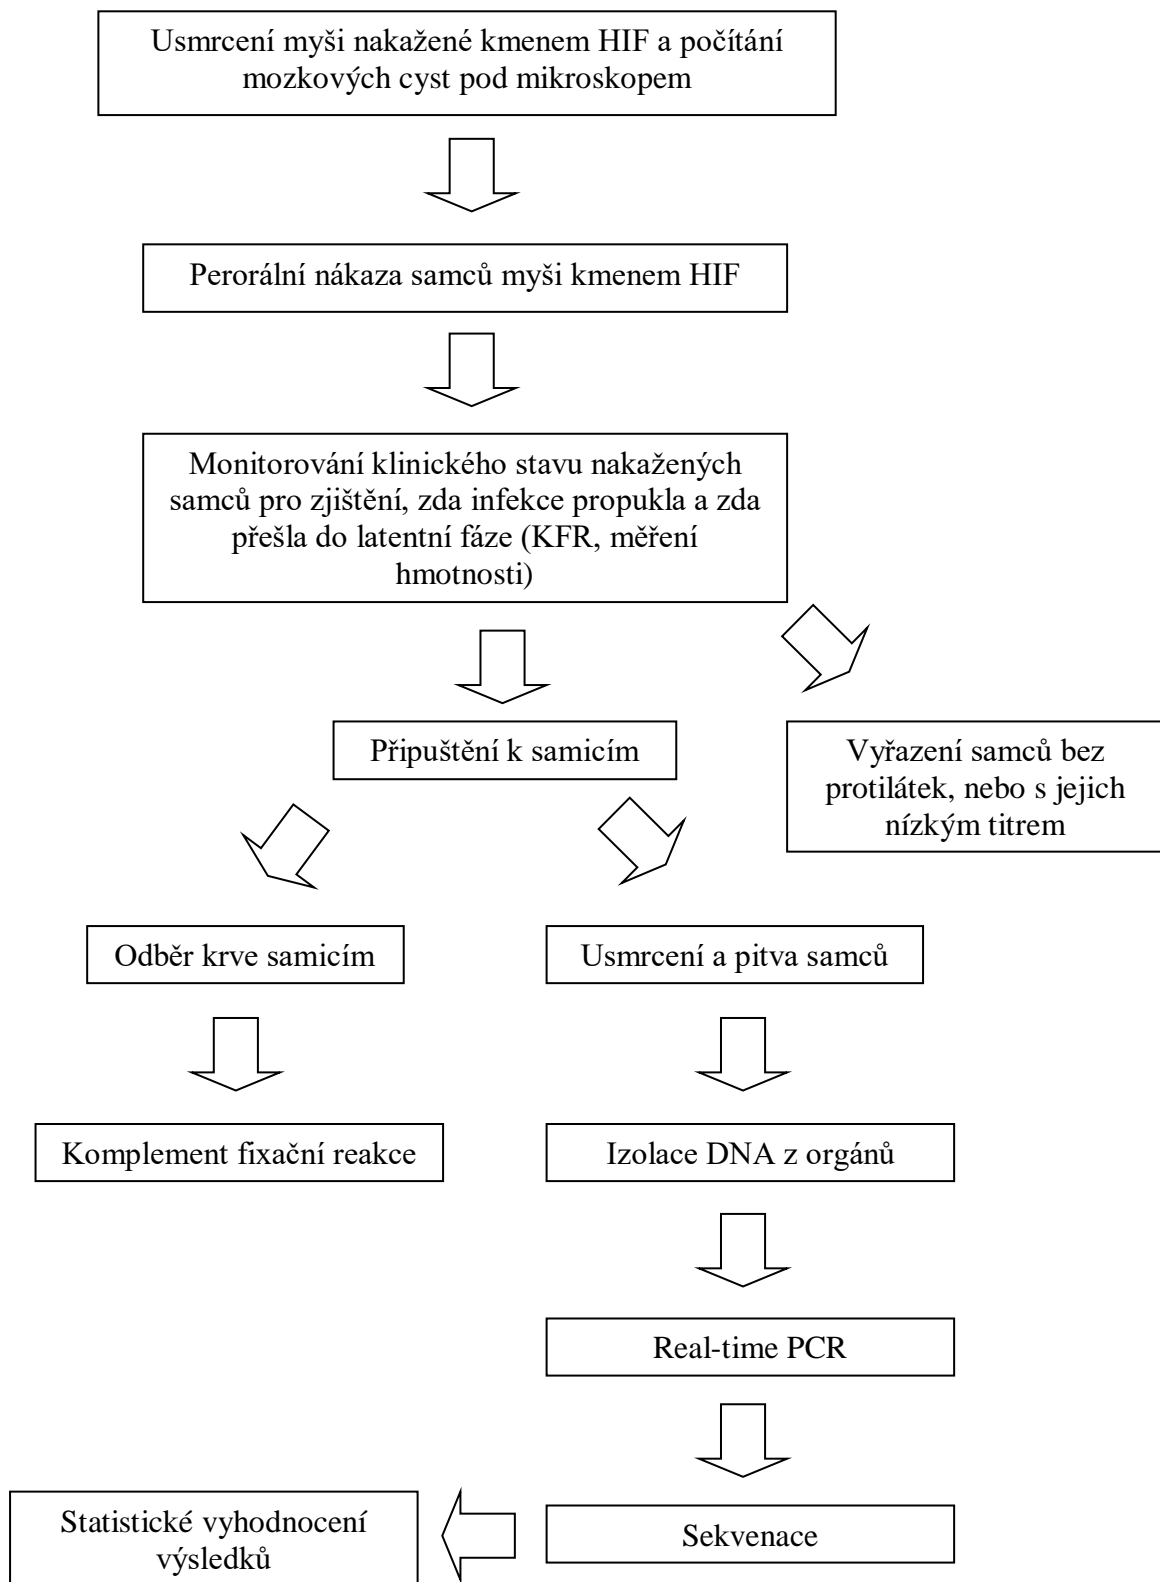 Usmrcení myši nakažené kmenem HIF a počítání
mozkových cyst pod mikroskopem
Perorální nákaza samců myši kmenem HIF
Monitorování klinického stavu nakažených
samců pro zjištění, zda infekce propukla a zda
přešla do latentní fáze (KFR, měření
hmotnosti)
Připuštění k samicím
Vyřazení samců bez
protilátek, nebo s jejich
nízkým titrem
Odběr krve samicím
Usmrcení a pitva samců
Komplement fixační reakce
Izolace DNA z orgánů
Real-time PCR
Sekvenace
Statistické vyhodnocení
výsledků